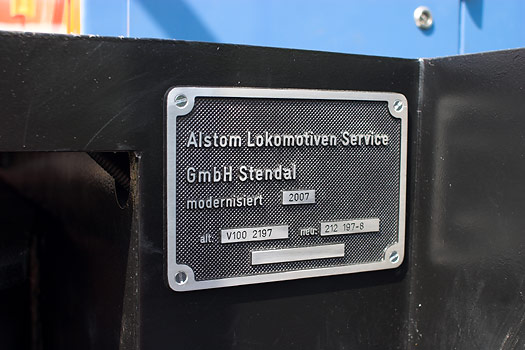 Alstom Lokomotiven Service
GmbH Stendal
modernisiert 2007
alt: V100 2197 neu: 212 197-8